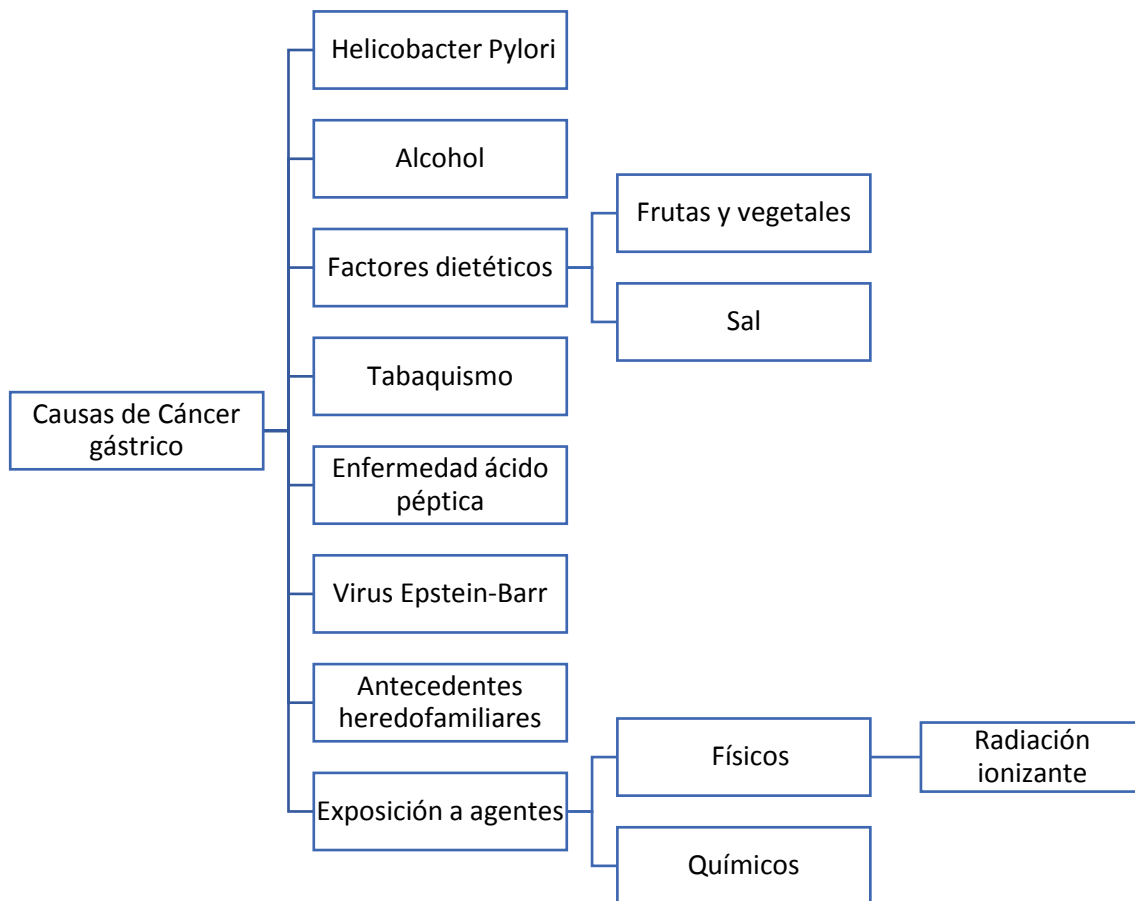 Helicobacter Pylori
Alcohol
Frutas y vegetales
Factores dietéticos
Sal
Tabaquismo
Causas de Cáncer
gástrico
Enfermedad ácido
péptica
Virus Epstein-Barr
Antecedentes
heredofamiliares
Físicos
Radiación
ionizante
Exposición a agentes
Químicos